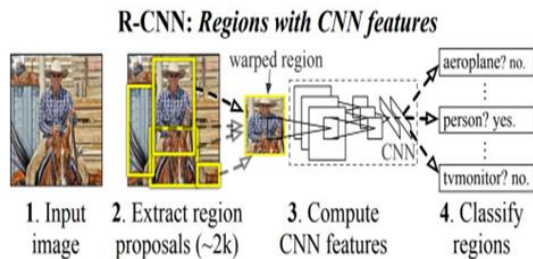 R-CNN: Regions with CNN features
warped region
aeroplane? no.
person? yes.
tvmonitor? no.
CNN
1. Input
image
2. Extract region
proposals (~2k)
3. Compute
CNN features
4. Classify
regions